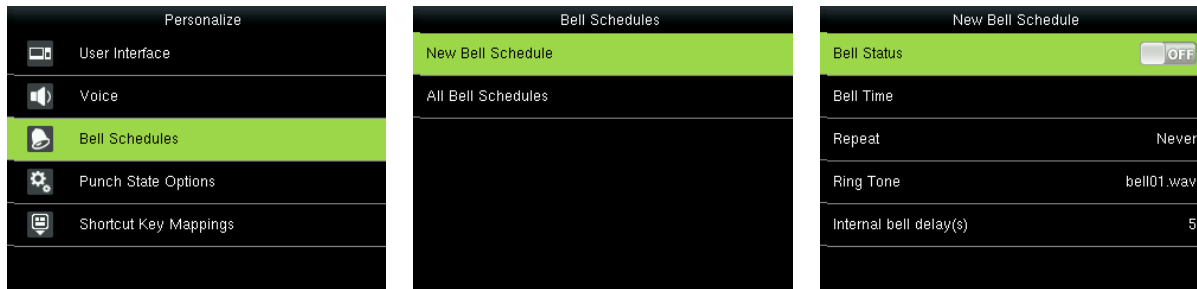 Personalize
User Interface
Voice
Bell Schedules
Punch State Options
Shortcut Key Mappings
Bell Schedules
New Bell Schedule
All Bell Schedules
New Bell Schedule
Bell Status OFF
Bell Time
Repeat Never
Ring Tone bell01.wav
Internal bell delay(s) 5